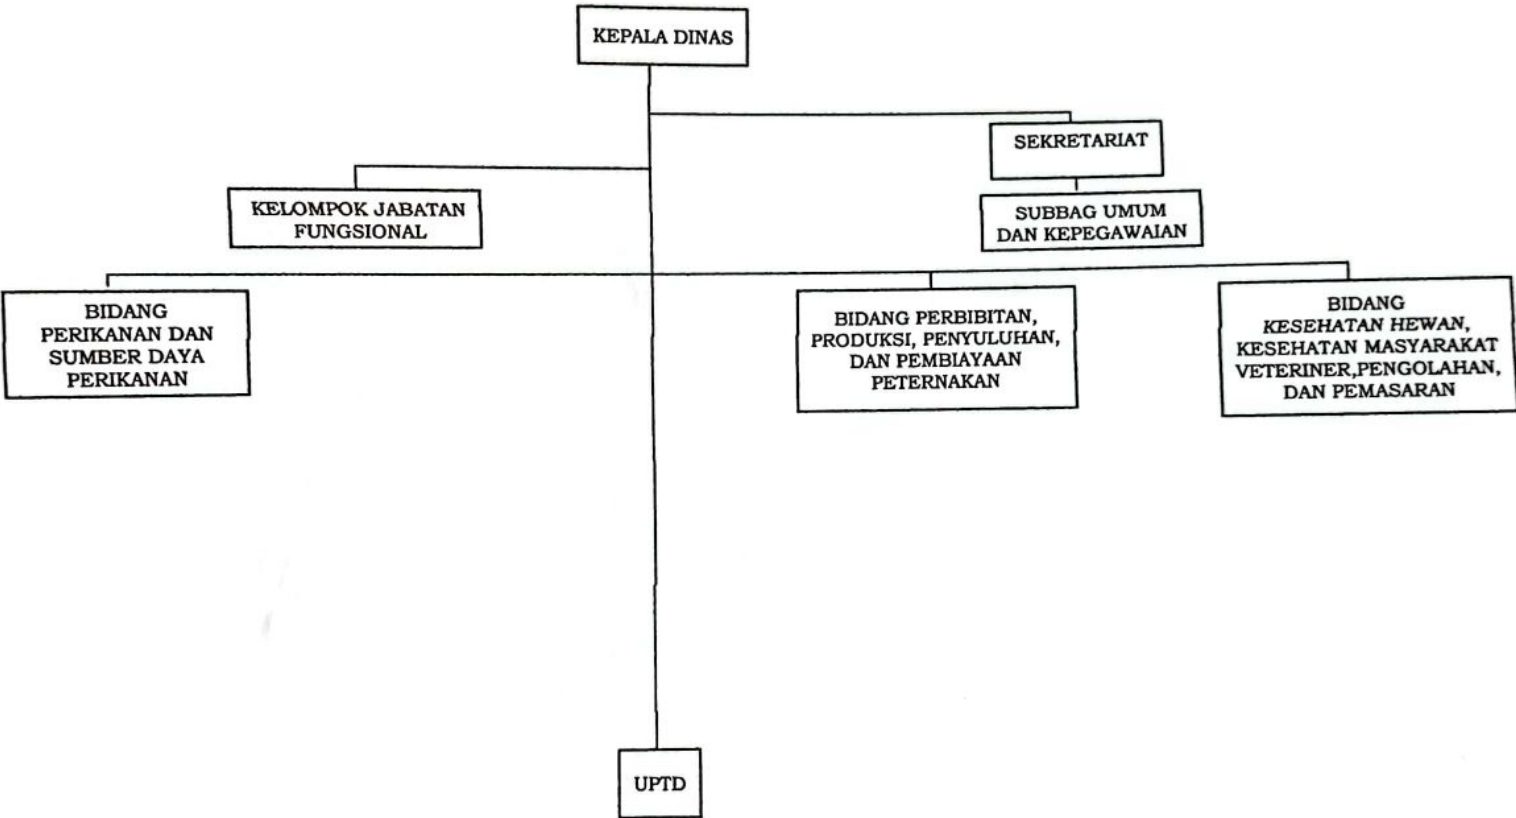 KEPALA DINAS
SEKRETARIAT
KELOMPOK JABATAN
FUNGSIONAL
SUBBAG UMUM
DAN KEPEGAWAIAN
BIDANG
PERIKANAN DAN
SUMBER DAYA
PERIKANAN
BIDANG PERBIBITAN,
PRODUKSI, PENYULUHAN,
DAN PEMBIAYAAN
PETERNAKAN
BIDANG
KESEHATAN HEWAN,
KESEHATAN MASYARAKAT
VETERINER,PENGOLAHAN,
DAN PEMASARAN
UPTD